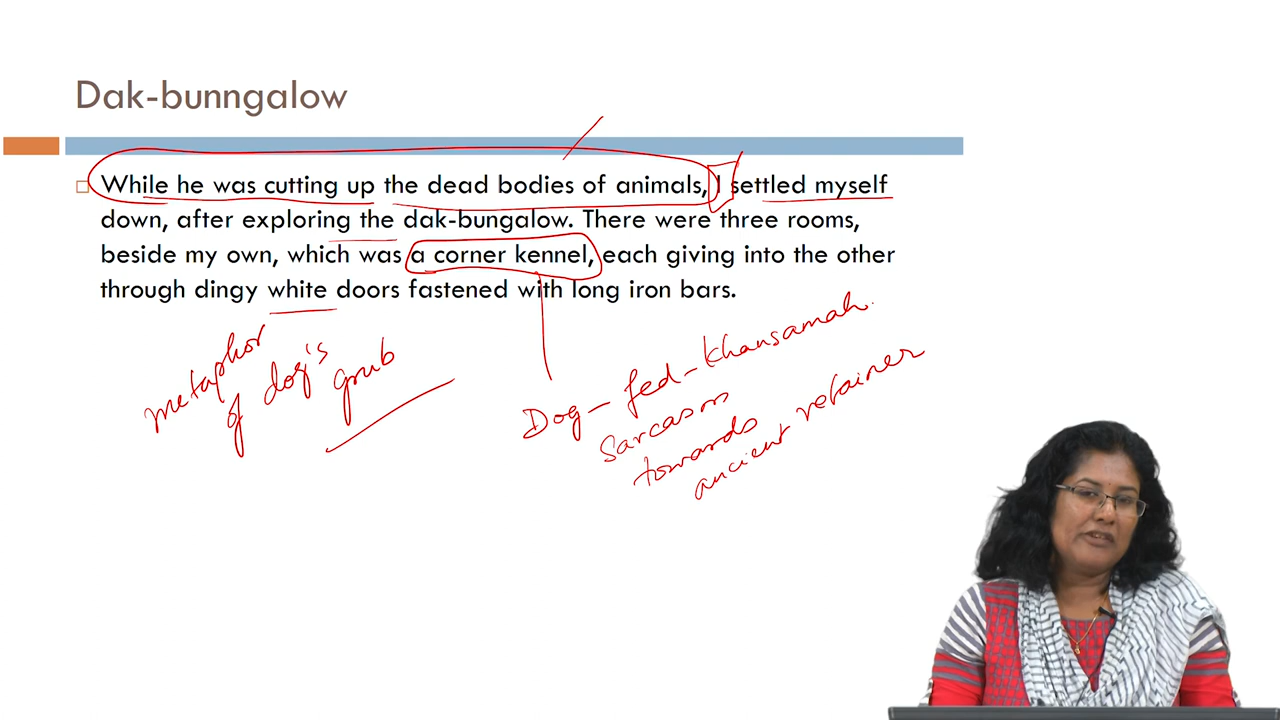 Dak-bunngalow
While he was cutting up the dead bodies of animals, I settled myself
down, after exploring the dak-bungalow. There were three rooms,
beside my own, which was a corner kennel, each giving into the other
through dingy white doors fastened with long iron bars.
metaphor
of dog's
grub
Dog-fed-Khansamah.
Sarcasm
towards
ancient retainer